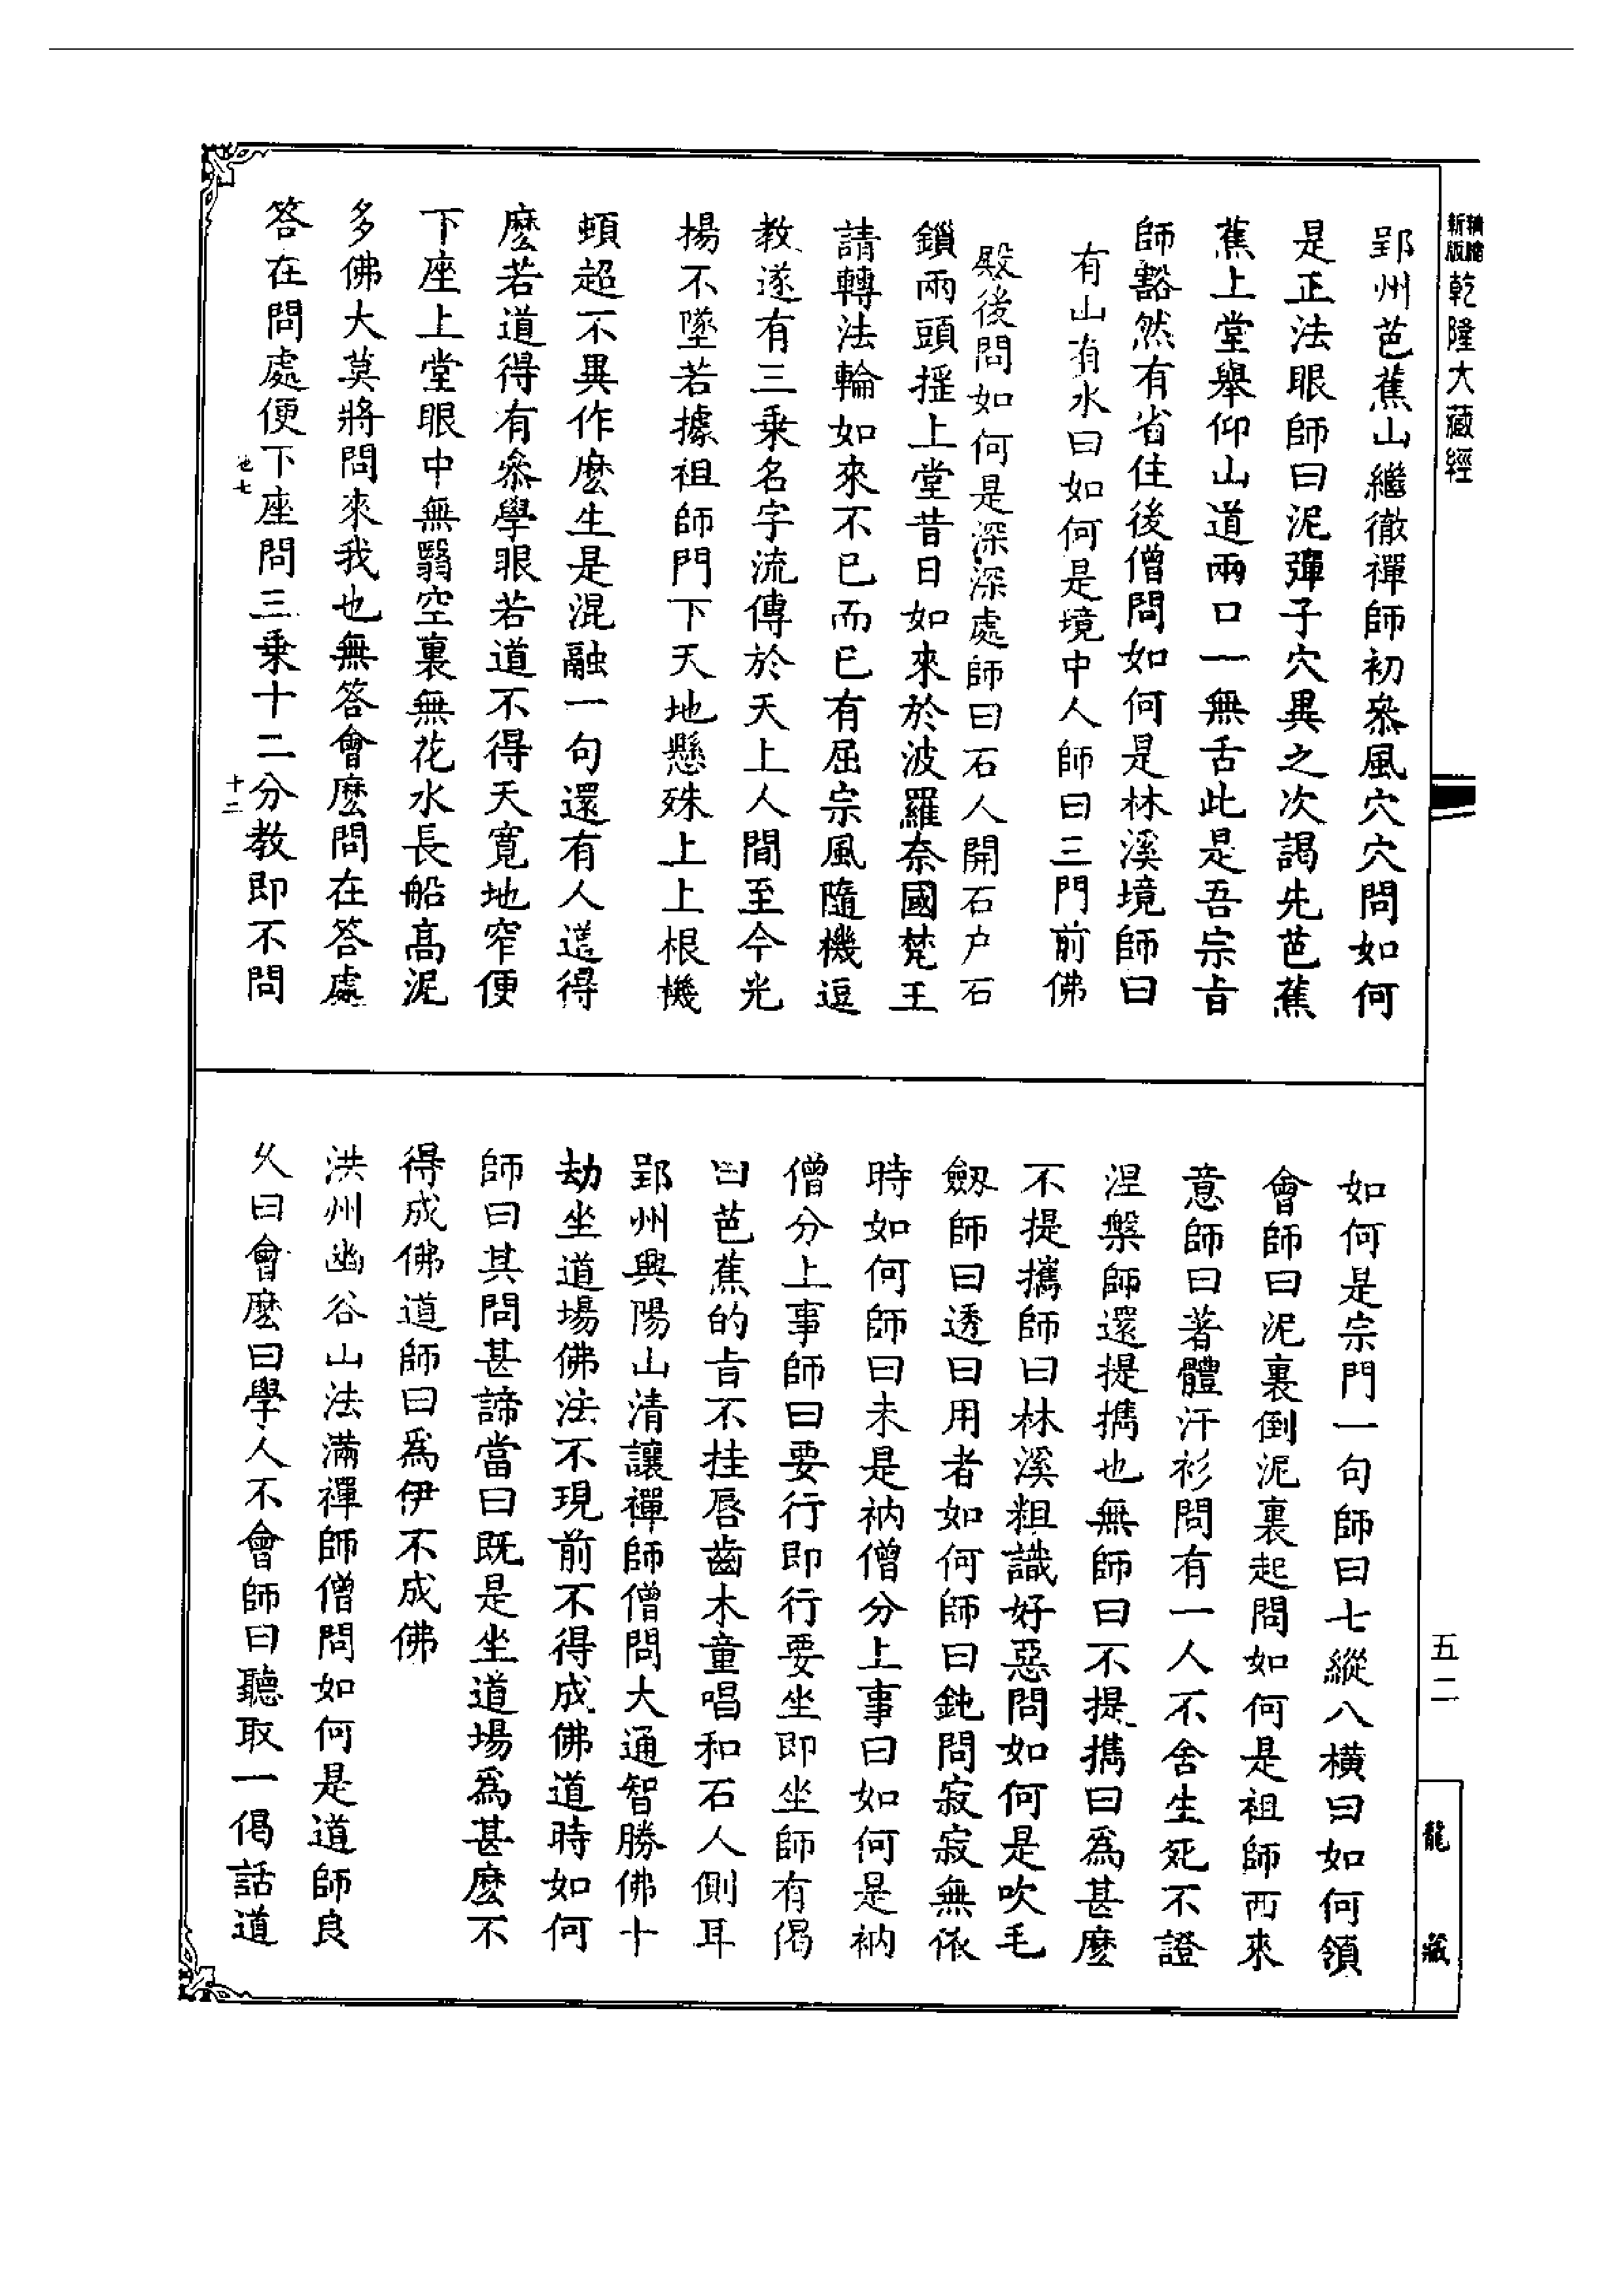 新版精縮乾隆大藏經
郢州芭蕉山繼徹禪師初叅風穴穴問如何
是正法眼師曰泥彈子穴異之次謁先芭蕉
蕉上堂舉仰山道兩口一無舌此是吾宗旨
師豁然有省住後僧問如何是林溪境師曰
有山有水曰如何是境中人師曰三門前佛
殿後問如何是深深處師曰石人開石户石
鎻兩頭摇上堂昔日如來於波羅奈國梵王
請轉法輪如來不已而已有屈宗風隨機逗
教遂有三乘名字流傳於天上人間至今光
揚不墜若據祖師門下天地懸殊上上根機
頓超不異作麽生是混融一句還有人道得
麽若道得有叅學眼若道不得天寛地窄便
下座上堂眼中無翳空裏無花水長船高泥
多佛大莫將問來我也無答會麽問在答處
答在問處便下座問三乘十二分教即不問
池七
十二
如何是宗門一句師曰七縱八横曰如何領
會師曰泥裏倒泥裏起問如何是祖師西來
意師曰著體汗衫問有一人不舍生死不證
涅槃師還提攜也無師曰不提攜曰爲甚麽
不提攜師曰林溪粗識好惡問如何是吹毛
劔師曰透曰用者如何師曰鈍問寂寂無依
時如何師曰未是衲僧分上事曰如何是衲
僧分上事師曰要行即行要坐即坐師有偈
曰芭蕉的旨不挂唇齒木童唱和石人側耳
郢州興陽山清讓禪師僧問大通智勝佛十
劫坐道場佛法不現前不得成佛道時如何
師曰其問甚諦當曰既是坐道場爲甚麽不
得成佛道師曰爲伊不成佛
洪州幽谷山法滿禪師僧問如何是道師良
久曰會麽曰學人不會師曰聽取一偈話道
五二
龍藏